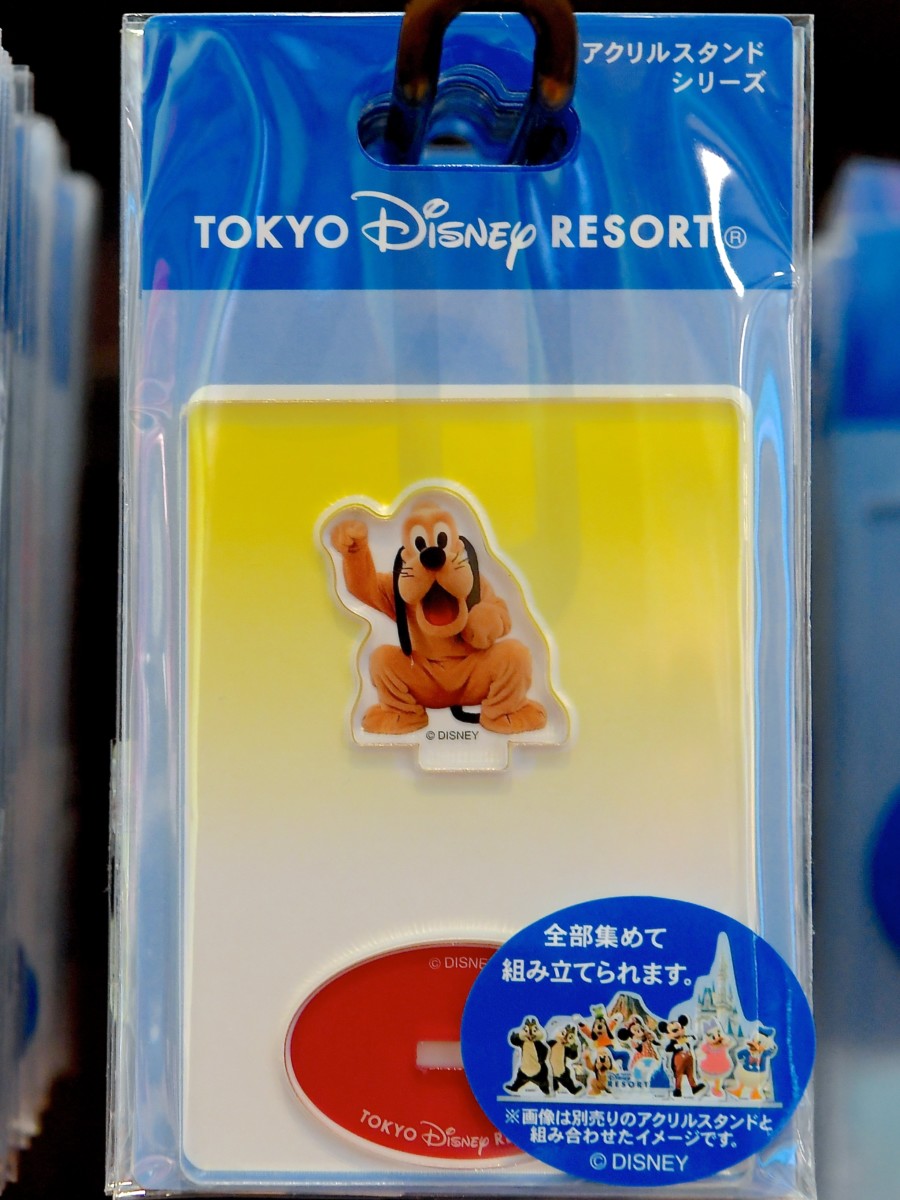 アクリルスタンド
シリーズ
TOKYO Disney RESORT®
© DISNEY
© DISNE
TOKYO Disney R
全部集めて
組み立てられます。
RESORT
※画像は別売りのアクリルスタンドと
組み合わせたイメージです。
© DISNEY